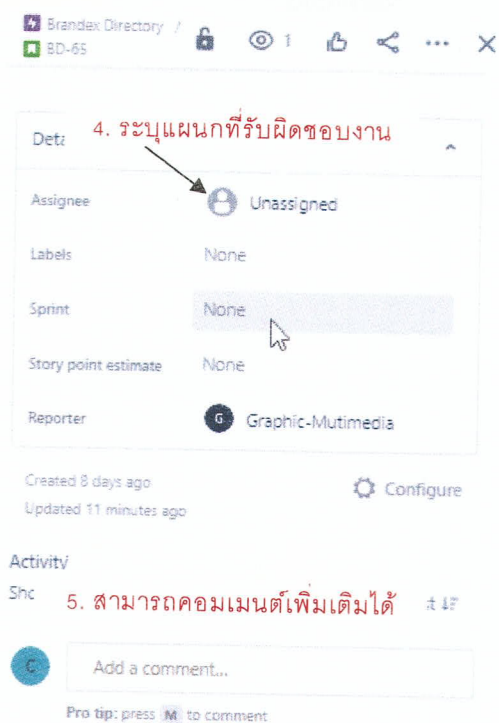 Brandex Directory /
BD-65
1
4. ระบุแผนกที่รับผิดชอบงาน
Assignee
Unassigned
Labels
None
Sprint
None
Story point estimate
None
Reporter
G
Graphic-Mutimedia
Created 8 days ago
Updated 11 minutes ago
Configure
Activity
5. สามารถคอมเมนต์เพิ่มเติมได้
C
Add a comment...
Pro tip: press M to comment